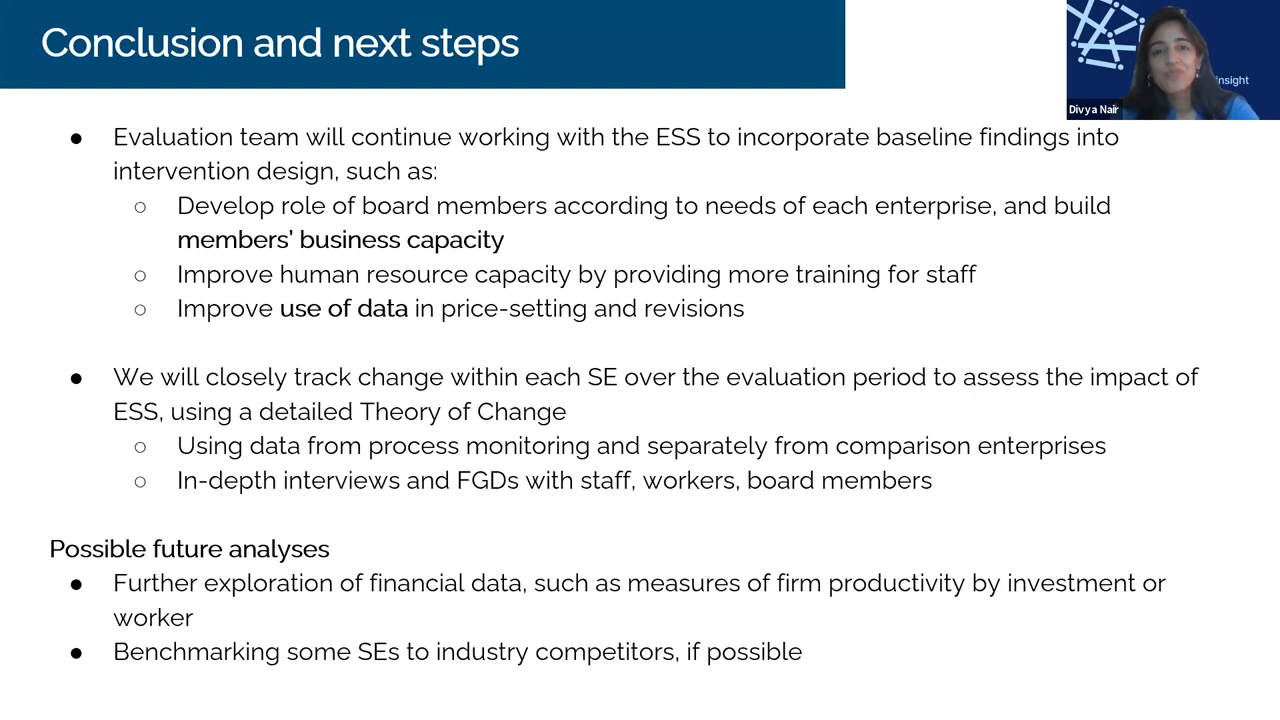 Conclusion and next steps
insight
Divya Nair
● Evaluation team will continue working with the ESS to incorporate baseline findings into
intervention design, such as:
○ Develop role of board members according to needs of each enterprise, and build
members' business capacity
○ Improve human resource capacity by providing more training for staff
○ Improve use of data in price-setting and revisions
● We will closely track change within each SE over the evaluation period to assess the impact of
ESS, using a detailed Theory of Change
○ Using data from process monitoring and separately from comparison enterprises
○ In-depth interviews and FGDs with staff, workers, board members
Possible future analyses
● Further exploration of financial data, such as measures of firm productivity by investment or
worker
● Benchmarking some SEs to industry competitors, if possible